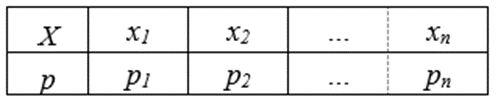 X x₁ x₂ ... xₙ
p p₁ p₂ ... pₙ